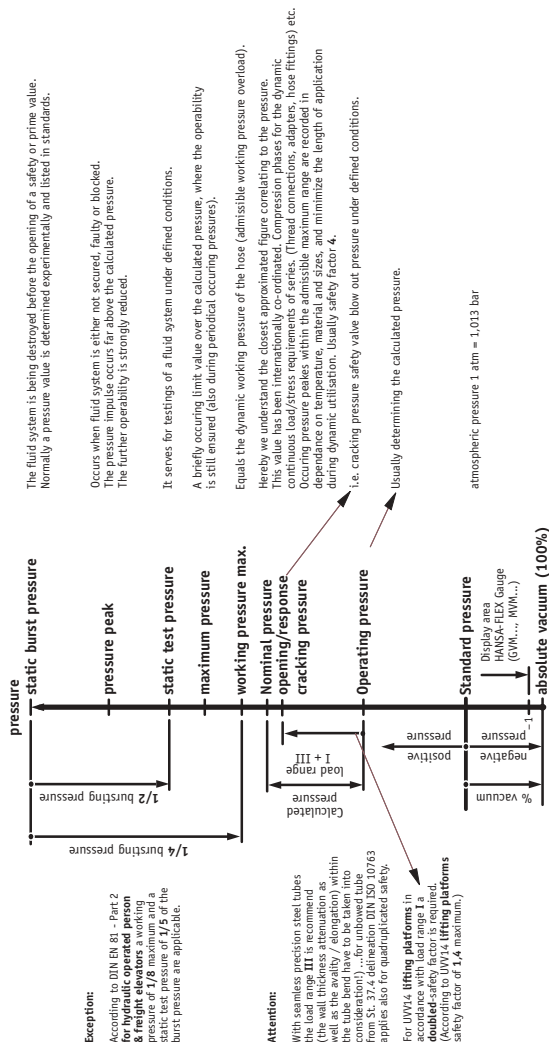 pressure
static burst pressure
The fluid system is being destroyed before the opening of a safety or prime value.
Normally a pressure value is determined experimentally and listed in standards.
pressure peak
Occurs when fluid system is either not secured, faulty or blocked.
The pressure impulse occurs far above the calculated pressure.
The further operability is strongly reduced.
static test pressure
It serves for testings of a fluid system under defined conditions.
maximum pressure
A briefly occuring limit value over the calculated pressure, where the operability
is still ensured (also during periodical occuring pressures).
working pressure max.
Equals the dynamic working pressure of the hose (admissible working pressure overload).
Nominal pressure
Hereby we understand the closest approximated figure correlating to the pressure.
This value has been internationally co-ordinated. Compression phases for the dynamic
continuous load/stress requirements of series. (Thread connections, adapters, hose fittings) etc.
Occuring pressure peakes within the admissible maximum range are recorded in
dependance on temperature, material and sizes, and mimimize the length of application
during dynamic utilisation. Usually safety factor 4.
opening/response
cracking pressure
i.e. cracking pressure safety valve blow out pressure under defined conditions.
Operating pressure
Usually determining the calculated pressure.
Standard pressure
atmospheric pressure 1 atm = 1,013 bar
Display area
HANSA-FLEX Gauge
(GVM..., MVM...)
absolute vacuum (100%)
1/2 bursting pressure
1/4 bursting pressure
Calculated
pressure
load range
I + III
positive
pressure
negative
pressure
-1
% vacuum
Exception:
According to DIN EN 81 - Part 2
for hydraulic operated person
& freight elevators a working
pressure of 1/8 maximum and a
static test pressure of 1/5 of the
burst pressure are applicable.
Attention:
With seamless precision steel tubes
the load range III is recommend
(the wall thickness attenuation as
well as the avality / elongation) within
the tube bend have to be taken into
consideration!) ...for unbowed tube
from St. 37.4 delineation DIN ISO 10763
applies also for quadruplicated safety.
For UVV14 lifting platforms in
accordance with load range I a
doubled-safety factor is required.
(According to UVV14 lifting platforms
safety factor of 1,4 maximum.)